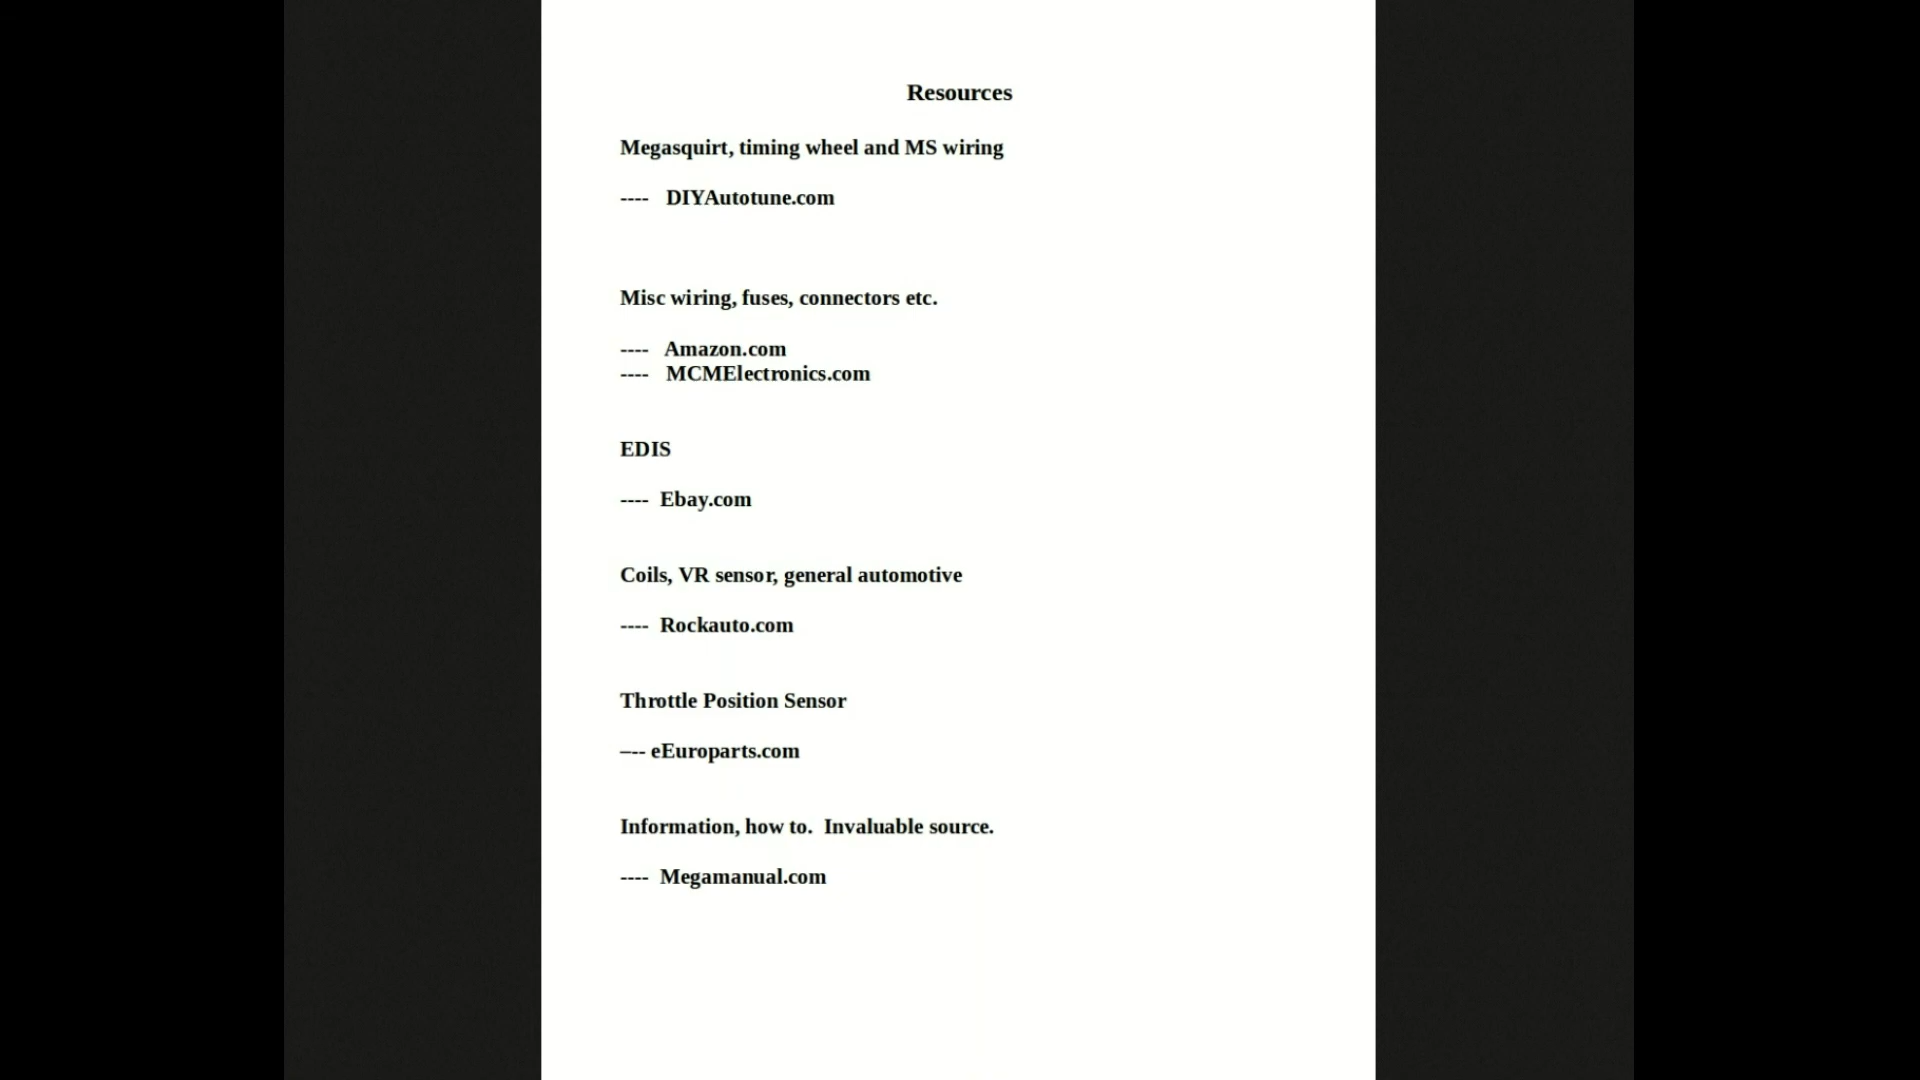 Resources
Megasquirt, timing wheel and MS wiring
----   DIYAutotune.com
Misc wiring, fuses, connectors etc.
----   Amazon.com
----   MCMElectronics.com
EDIS
----  Ebay.com
Coils, VR sensor, general automotive
----  Rockauto.com
Throttle Position Sensor
–-- eEuroparts.com
Information, how to.  Invaluable source.
----  Megamanual.com